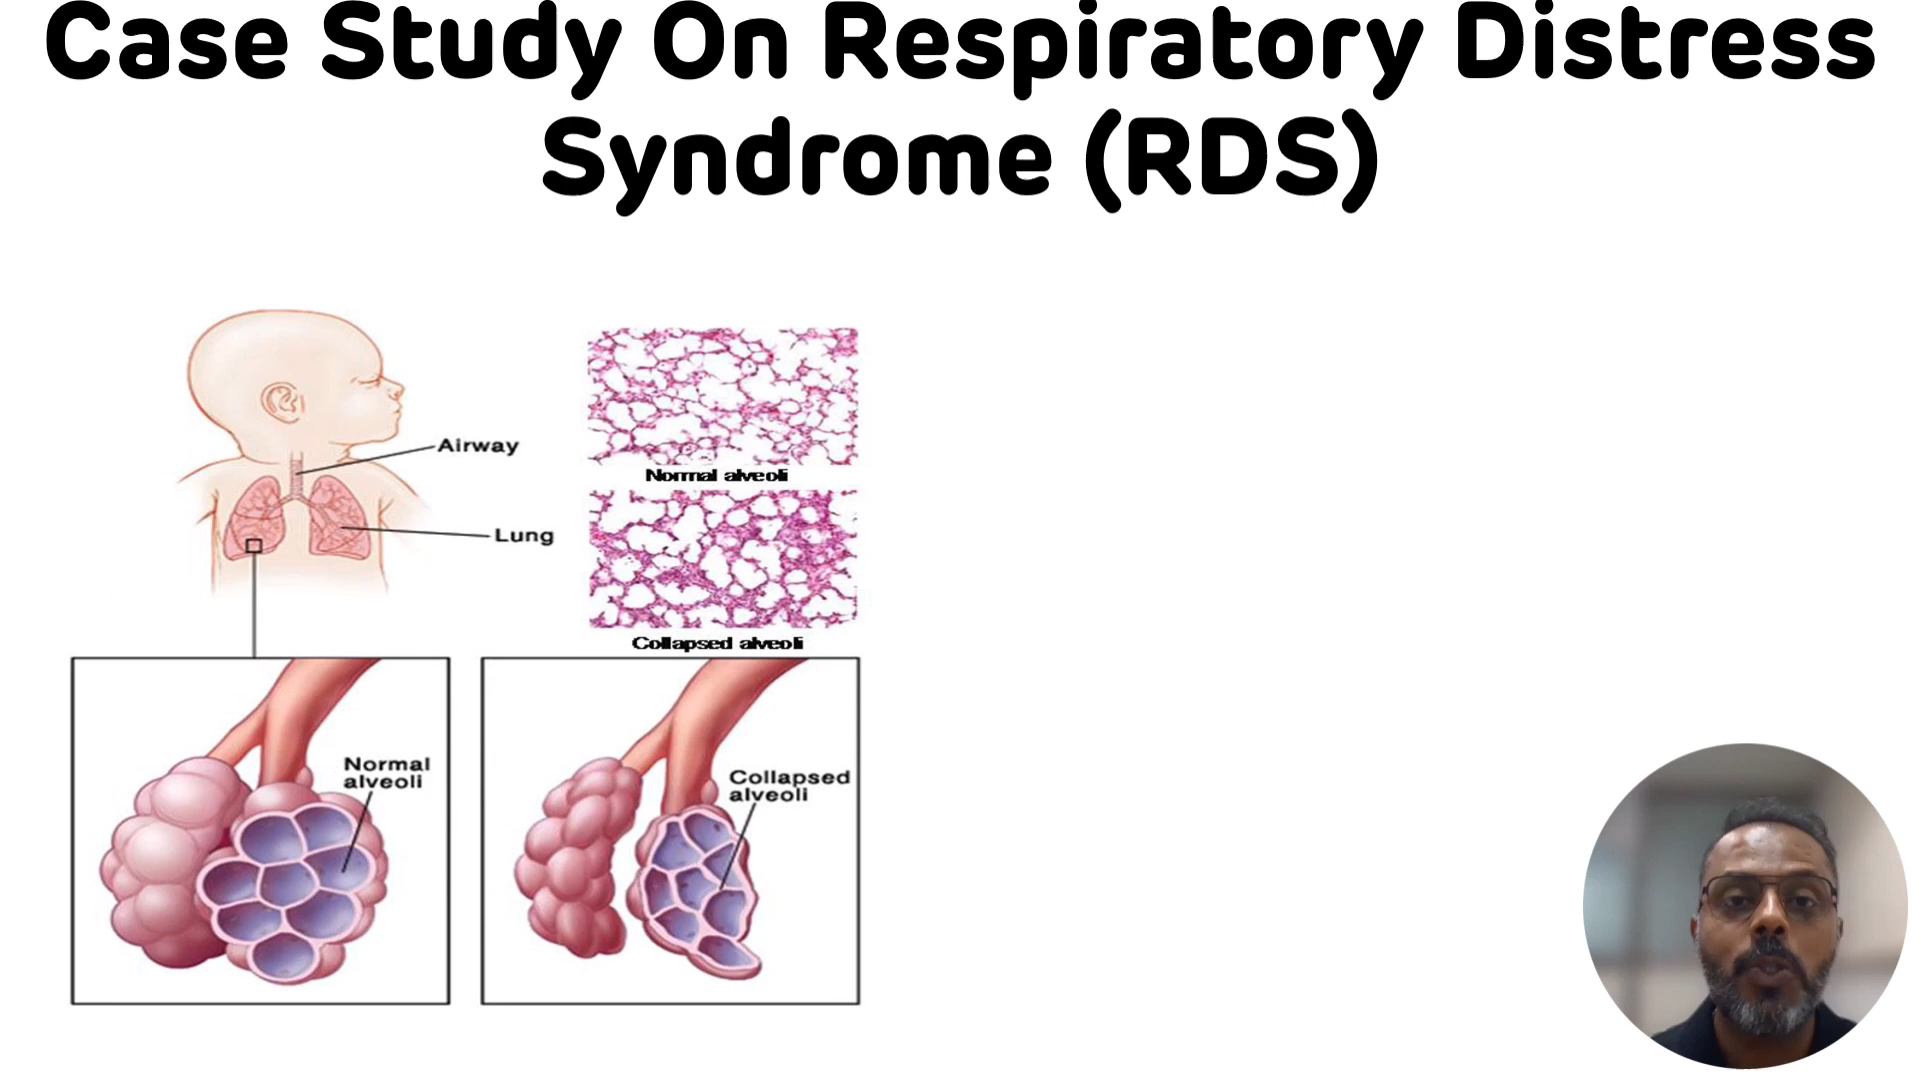 Case Study On Respiratory Distress
Syndrome (RDS)
Airway
Lung
Normal alveoli
Collapsed alveoli
Normal
alveoli
Collapsed
alveoli